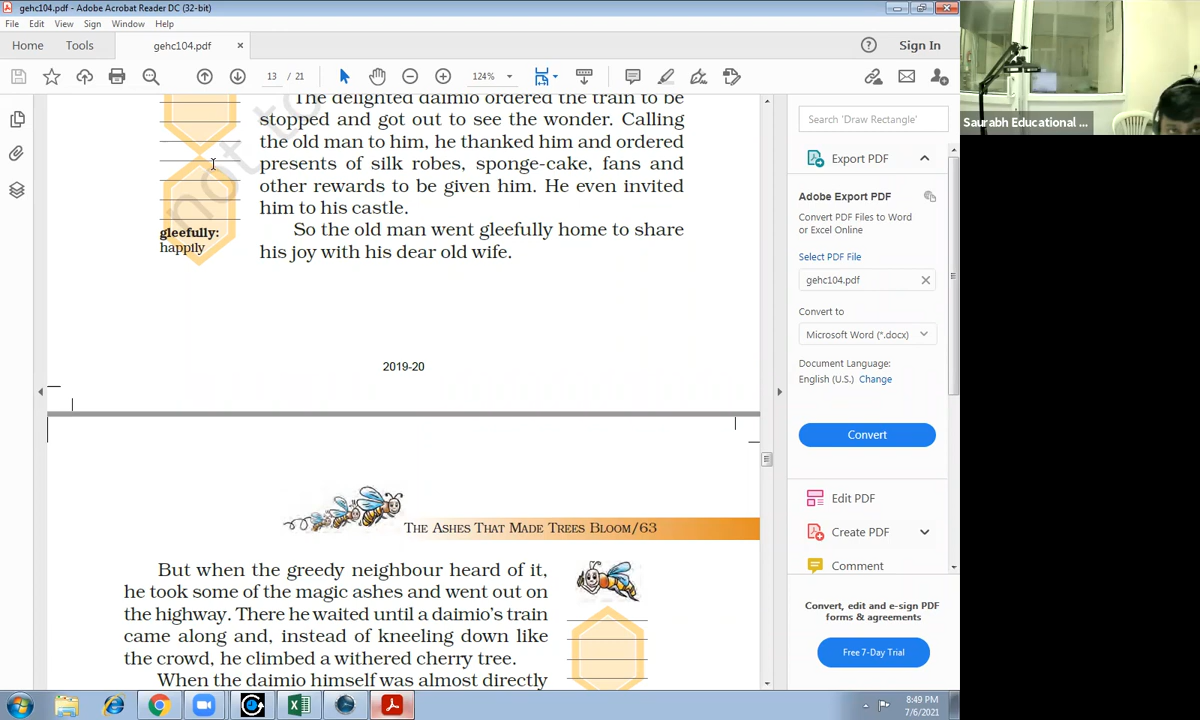 gehc104.pdf - Adobe Acrobat Reader DC (32-bit)
File Edit View Sign Window Help
Home Tools gehc104.pdf × Sign In
13 / 21 124%
not t
The delighted daimio ordered the train to be
stopped and got out to see the wonder. Calling
the old man to him, he thanked him and ordered
presents of silk robes, sponge-cake, fans and
other rewards to be given him. He even invited
him to his castle.
So the old man went gleefully home to share
his joy with his dear old wife.
gleefully:
happily
2019-20
THE ASHES THAT MADE TREES BLOOM/63
But when the greedy neighbour heard of it,
he took some of the magic ashes and went out on
the highway. There he waited until a daimio's train
came along and, instead of kneeling down like
the crowd, he climbed a withered cherry tree.
When the daimio himself was almost directly
Search 'Draw Rectangle'
Export PDF
Adobe Export PDF
Convert PDF Files to Word
or Excel Online
Select PDF File
gehc104.pdf
Convert to
Microsoft Word (*.docx)
Document Language:
English (U.S.) Change
Convert
Edit PDF
Create PDF
Comment
Convert, edit and e-sign PDF
forms & agreements
Free 7-Day Trial
Saurabh Educational ...
8:49 PM
7/6/2021